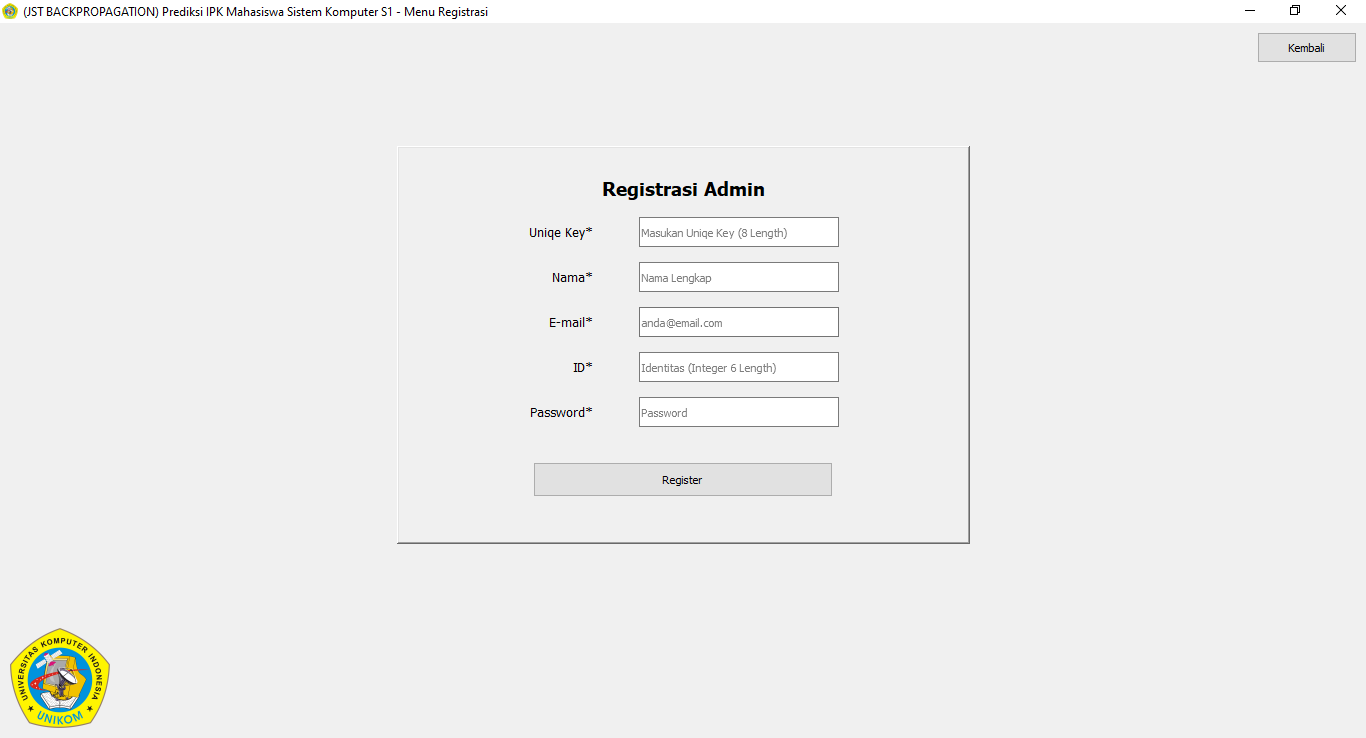 (JST BACKPROPAGATION) Prediksi IPK Mahasiswa Sistem Komputer S1 - Menu Registrasi
Kembali
Registrasi Admin
Uniqe Key* Masukan Uniqe Key (8 Length)
Nama* Nama Lengkap
E-mail* anda@email.com
ID* Identitas (Integer 6 Length)
Password* Password
Register
UNIVERSITAS KOMPUTER INDONESIA
UNIKOM